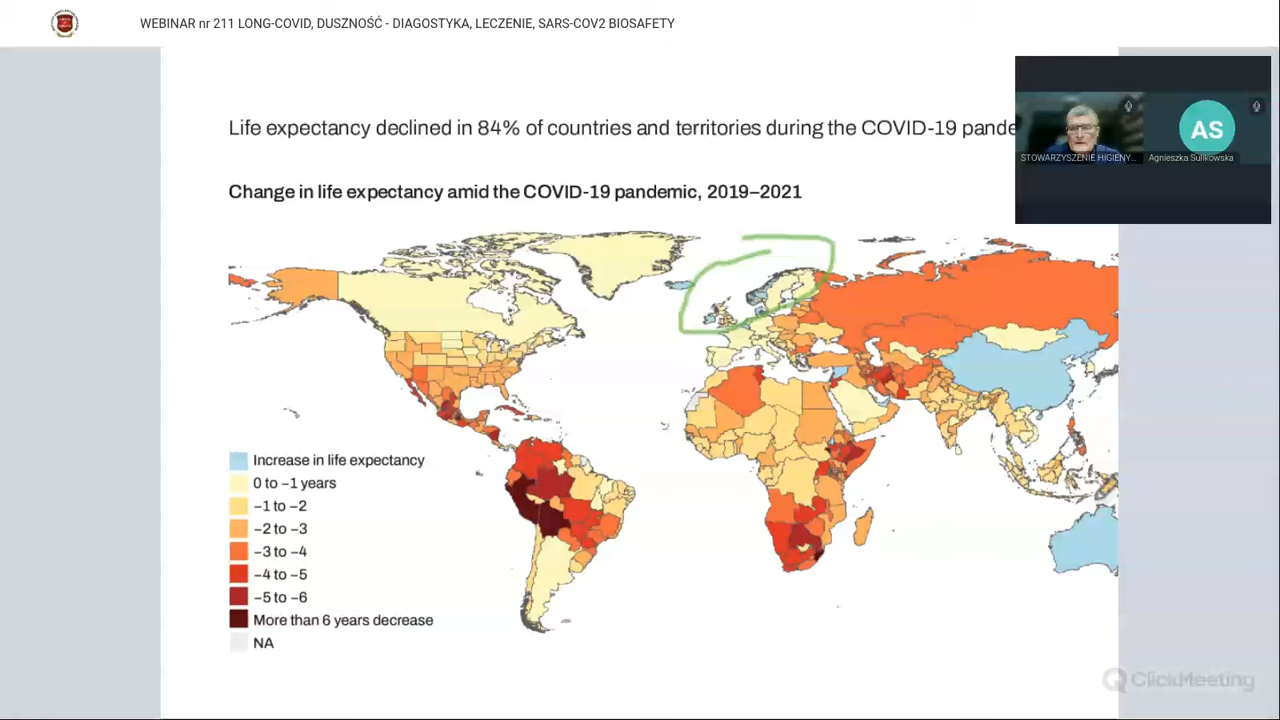 WEBINAR nr 211 LONG-COVID, DUSZNOŚĆ - DIAGOSTYKA, LECZENIE, SARS-COV2 BIOSAFETY
Life expectancy declined in 84% of countries and territories during the COVID-19 pande
AS
STOWARZYSZENIE HIGIENY... Agnieszka Sulikowska
Change in life expectancy amid the COVID-19 pandemic, 2019–2021
Increase in life expectancy
0 to −1 years
−1 to −2
−2 to −3
−3 to −4
−4 to −5
−5 to −6
More than 6 years decrease
NA
ClickMeeting